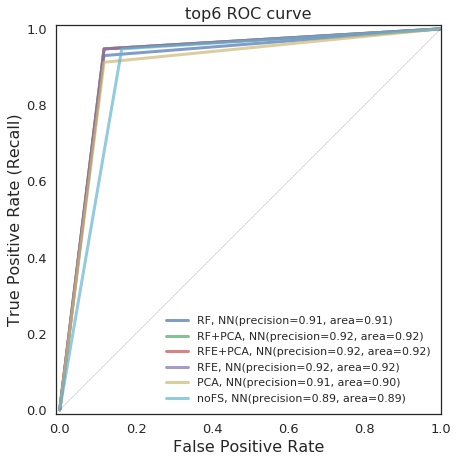 top6 ROC curve
1.0
0.8
0.6
0.4
0.2
0.0
True Positive Rate (Recall)
RF, NN(precision=0.91, area=0.91)
RF+PCA, NN(precision=0.92, area=0.92)
RFE+PCA, NN(precision=0.92, area=0.92)
RFE, NN(precision=0.92, area=0.92)
PCA, NN(precision=0.91, area=0.90)
noFS, NN(precision=0.89, area=0.89)
0.0 0.2 0.4 0.6 0.8 1.0
False Positive Rate